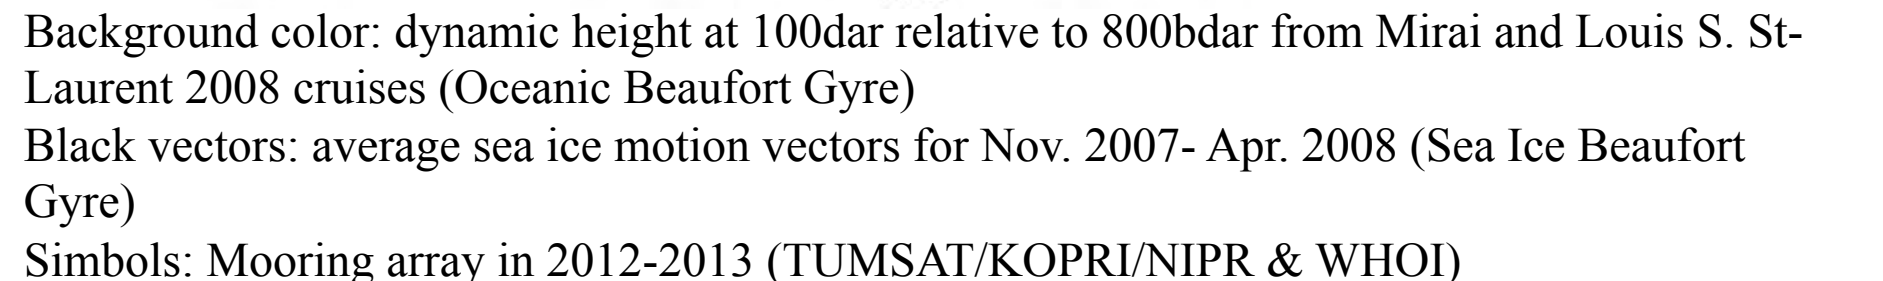 Background color: dynamic height at 100dar relative to 800bdar from Mirai and Louis S. St-
Laurent 2008 cruises (Oceanic Beaufort Gyre)
Black vectors: average sea ice motion vectors for Nov. 2007- Apr. 2008 (Sea Ice Beaufort
Gyre)
Simbols: Mooring array in 2012-2013 (TUMSAT/KOPRI/NIPR & WHOI)